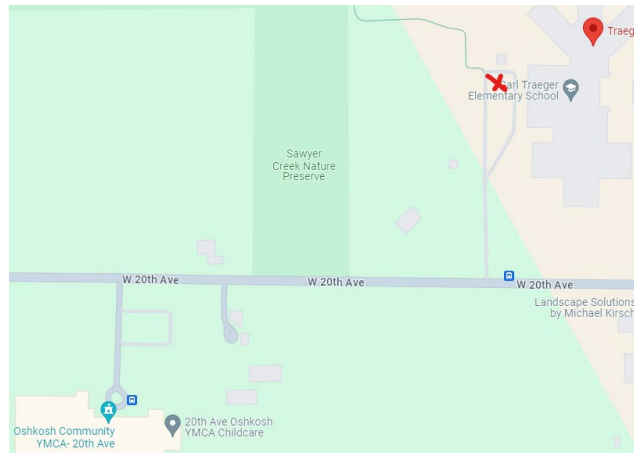 Traeg
Carl Traeger
Elementary School
Sawyer
Creek Nature
Preserve
W 20th Ave
W 20th Ave
W 20th Ave
Landscape Solutions
by Michael Kirsch
20th Ave Oshkosh
YMCA Childcare
Oshkosh Community
YMCA- 20th Ave